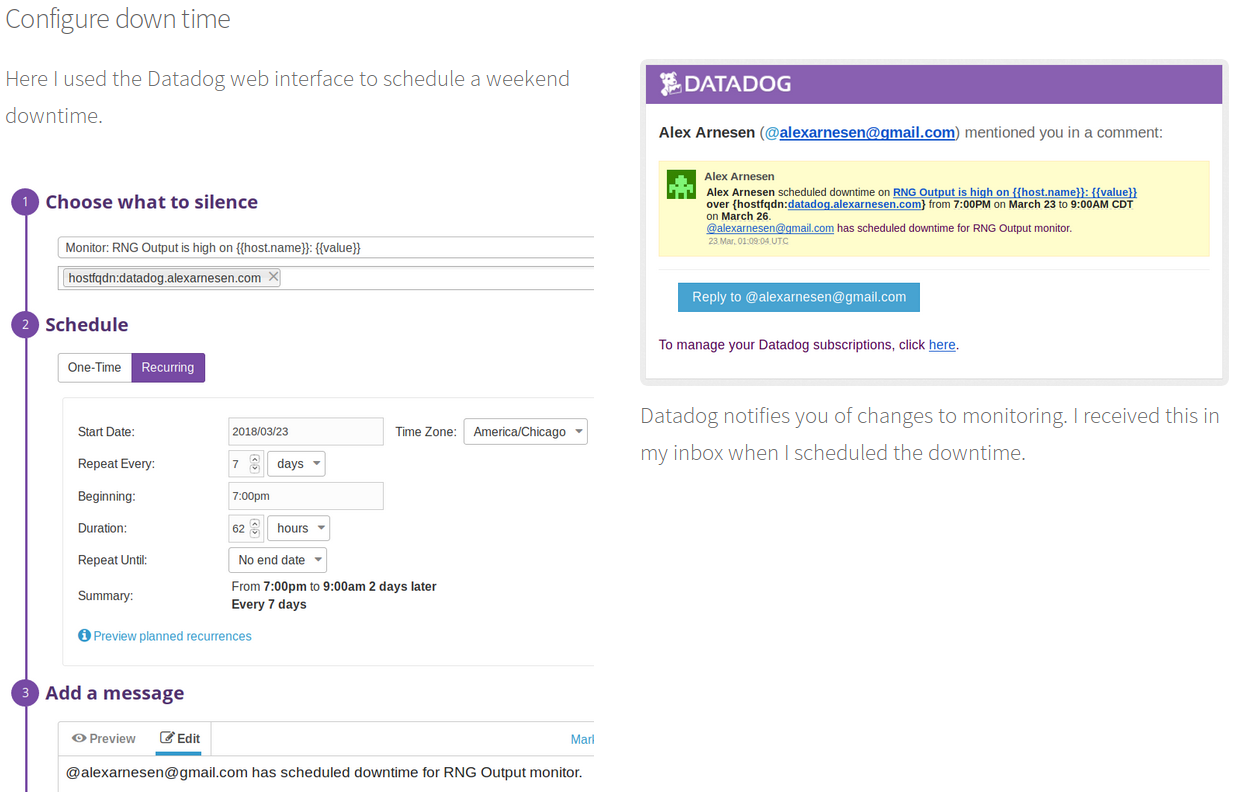 Configure down time
Here I used the Datadog web interface to schedule a weekend
downtime.
1 Choose what to silence
Monitor: RNG Output is high on {{host.name}}: {{value}}
hostfqdn:datadog.alexarnesen.com ×
2 Schedule
One-Time Recurring
Start Date: 2018/03/23 Time Zone: America/Chicago
Repeat Every: 7 days
Beginning: 7:00pm
Duration: 62 hours
Repeat Until: No end date
Summary: From 7:00pm to 9:00am 2 days later
Every 7 days
Preview planned recurrences
3 Add a message
Preview Edit Marl
@alexarnesen@gmail.com has scheduled downtime for RNG Output monitor.
DATADOG
Alex Arnesen (@alexarnesen@gmail.com) mentioned you in a comment:
Alex Arnesen
Alex Arnesen scheduled downtime on RNG Output is high on {{host.name}}: {{value}}
over {hostfqdn:datadog.alexarnesen.com} from 7:00PM on March 23 to 9:00AM CDT
on March 26.
@alexarnesen@gmail.com has scheduled downtime for RNG Output monitor.
23 Mar, 01:09:04 UTC
Reply to @alexarnesen@gmail.com
To manage your Datadog subscriptions, click here.
Datadog notifies you of changes to monitoring. I received this in
my inbox when I scheduled the downtime.